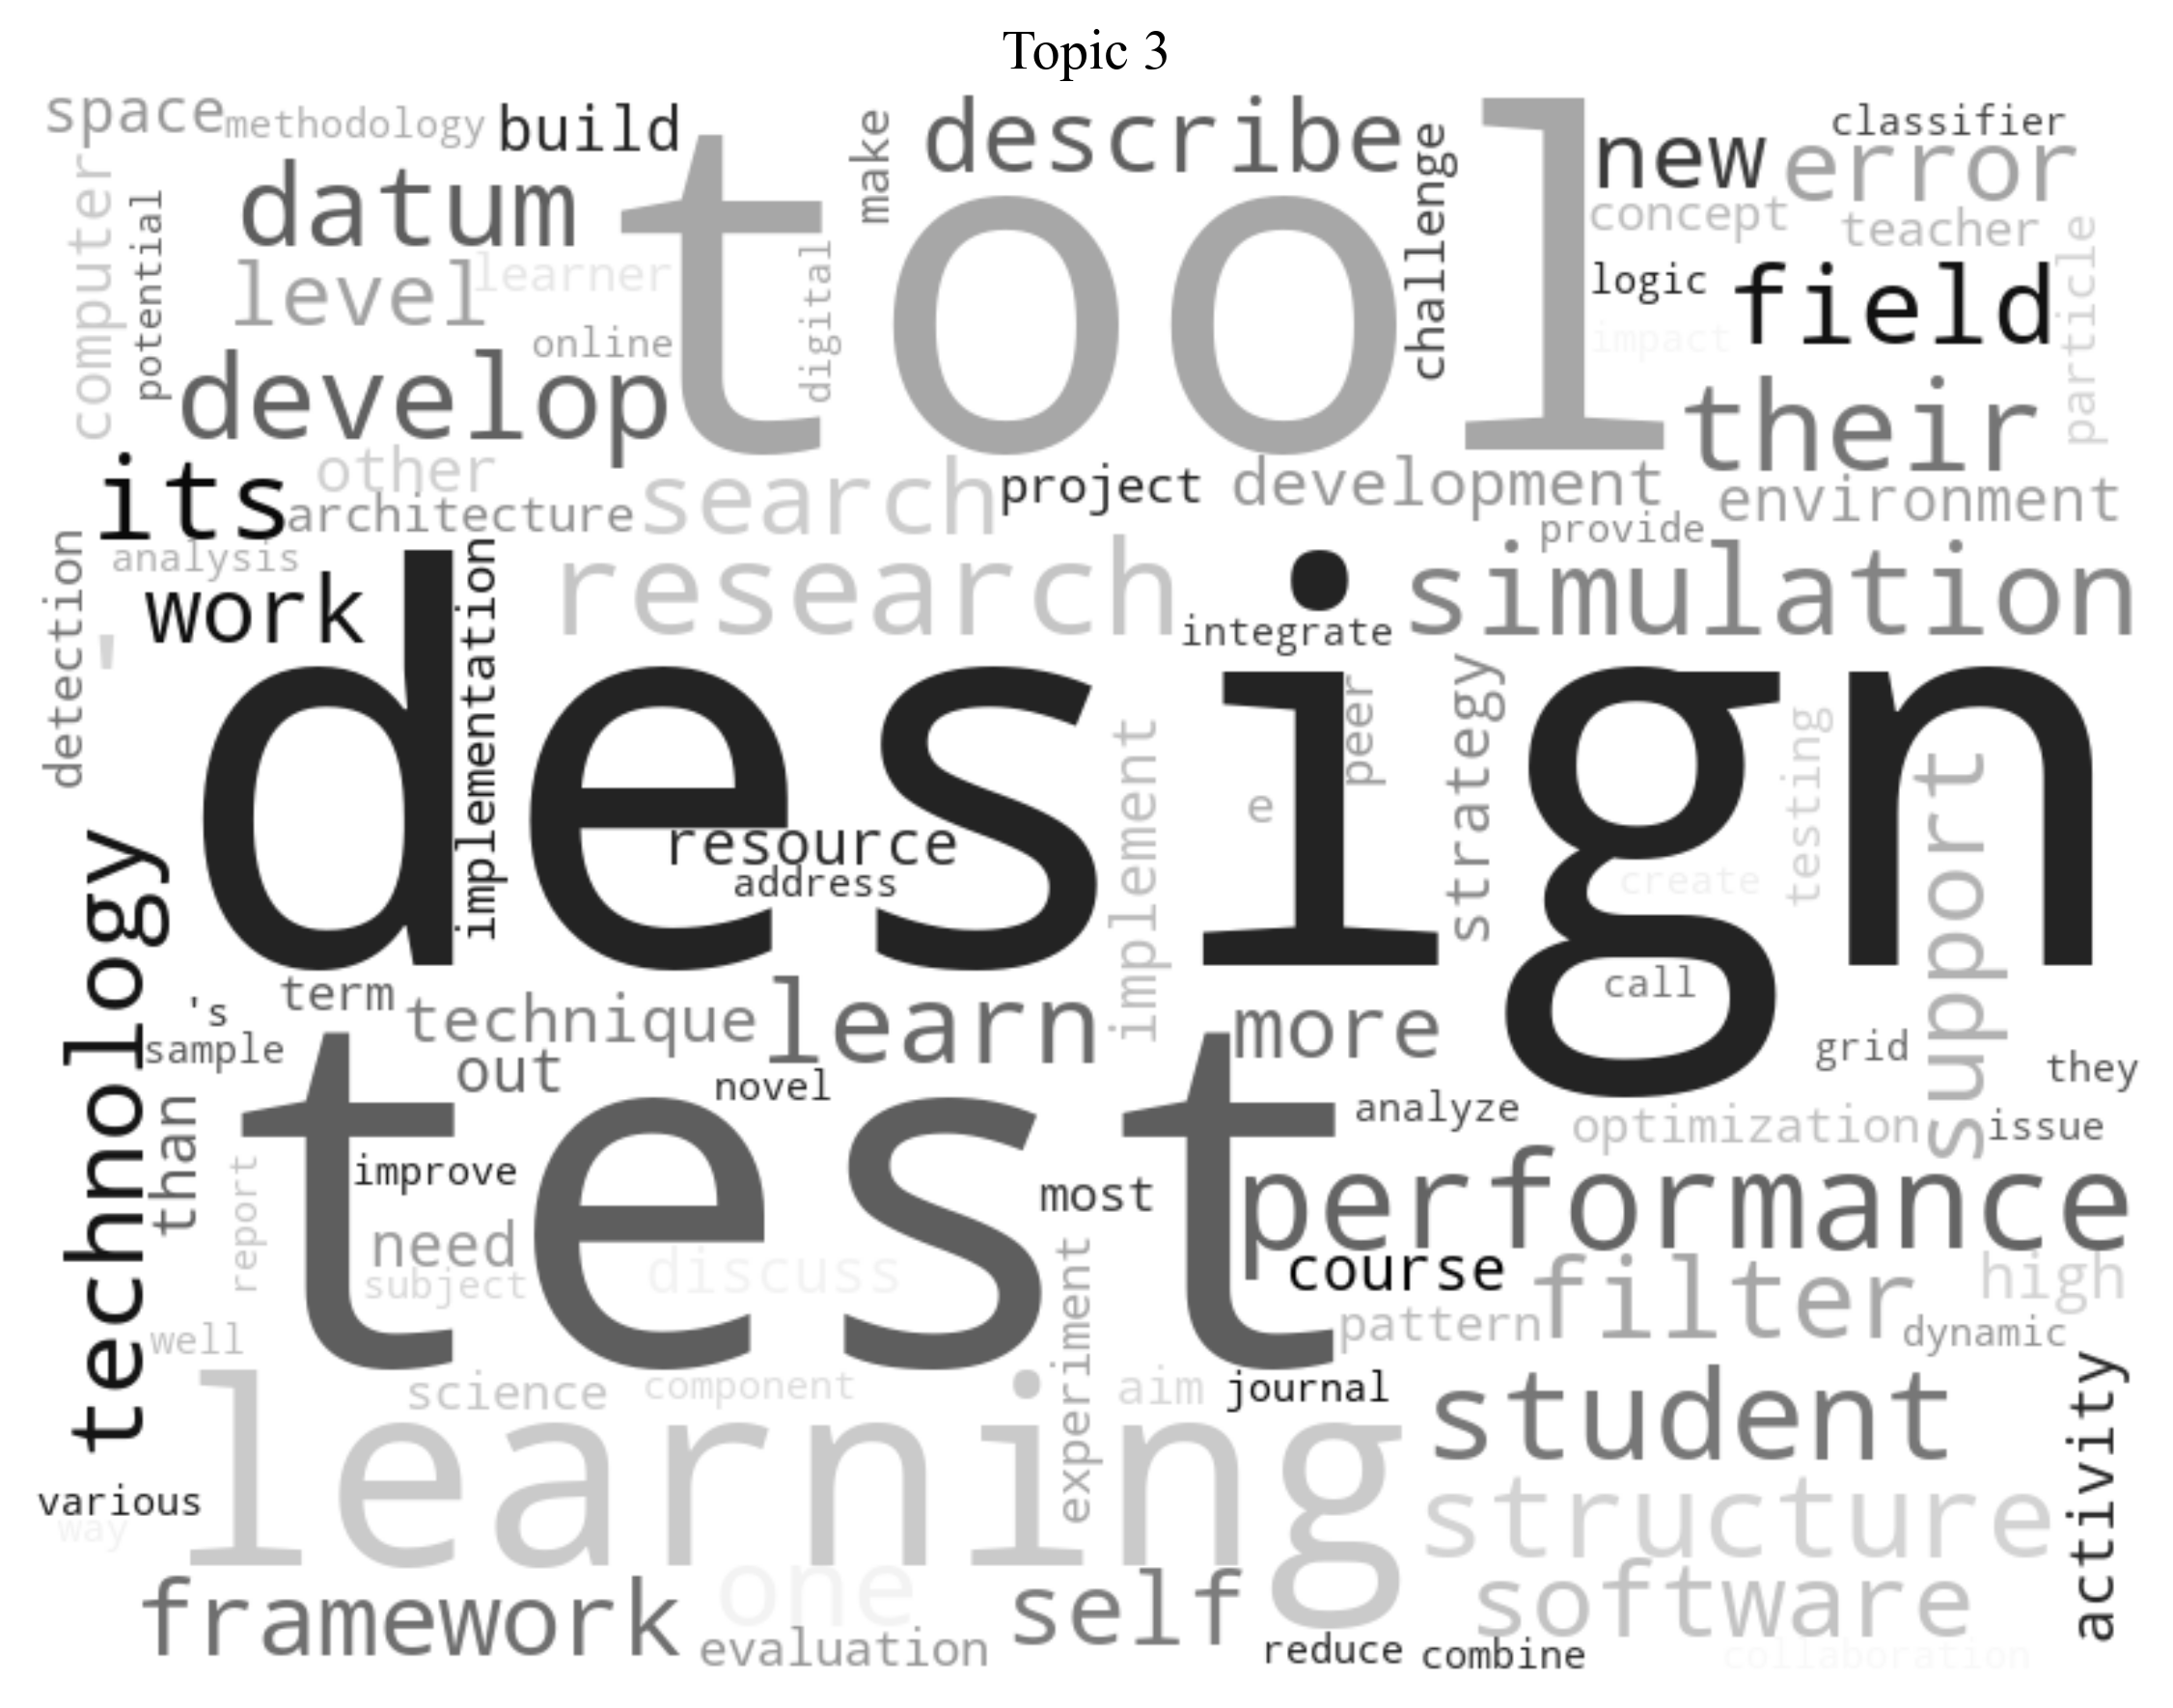 Topic 3
space
methodology
build
make
describe
challenge
new
classifier
error
concept
teacher
computer
potential
datum
tool
level
learner
digital
online
logic
field
impact
particle
develop
their
its
other
architecture
search
project
development
environment
provide
analysis
detection
work
implementation
research
integrate
simulation
'
design
peer
strategy
testing
support
implement
e
resource
address
create
technology
term
's
technique
learn
more
call
grid
they
sample
out
novel
analyze
optimization
issue
than
test
improve
most
performance
report
need
subject
discuss
experiment
course
filter
high
well
pattern
dynamic
science
component
aim
journal
student
activity
learning
various
way
structure
framework
one
self
software
evaluation
reduce
combine
collaboration